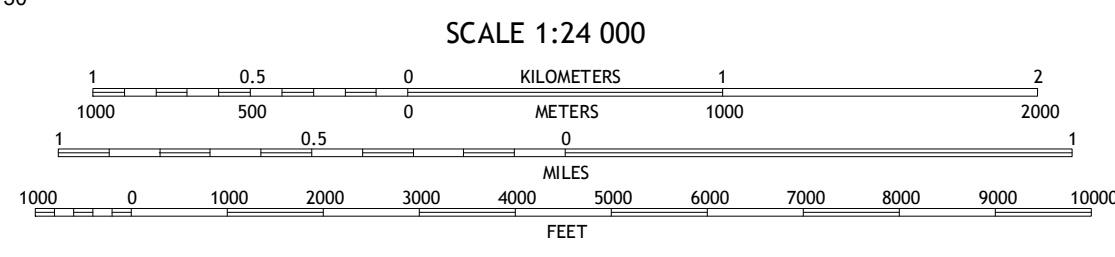 SCALE 1:24 000
1 0.5 0 KILOMETERS 1 2
1000 500 0 METERS 1000 2000
1 0.5 0 1
MILES
1000 0 1000 2000 3000 4000 5000 6000 7000 8000 9000 10000
FEET